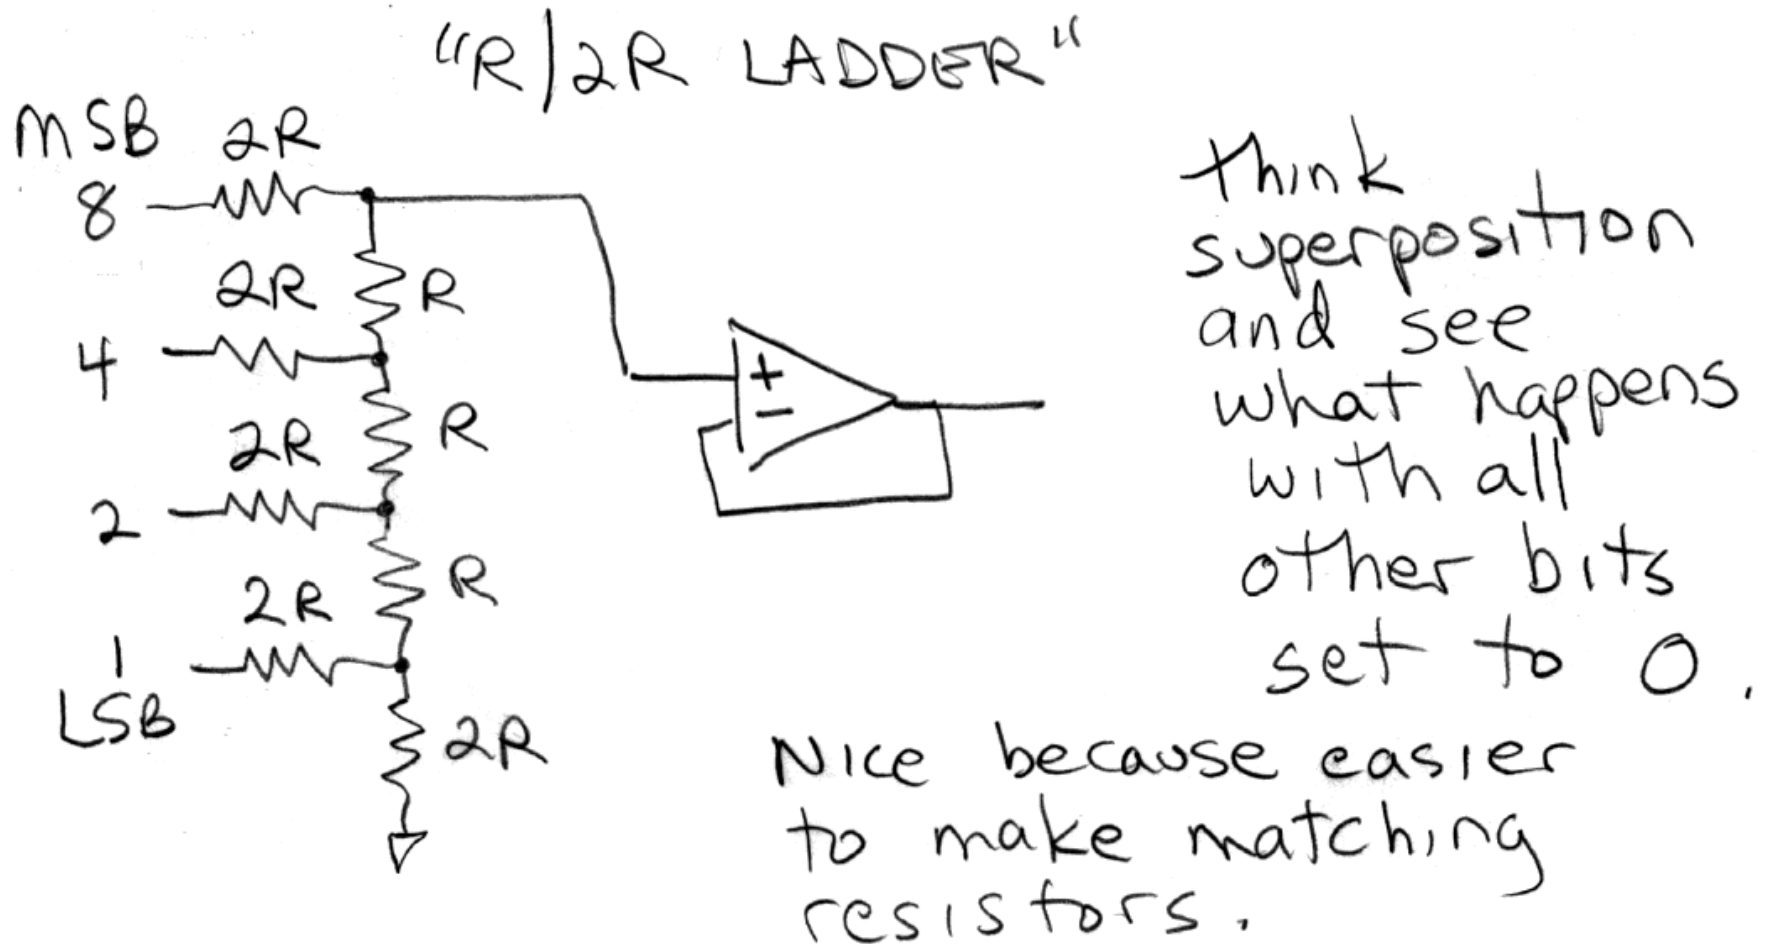 "R/2R LADDER"
MSB
2R
8
2R
R
4
2R
R
2
2R
R
1
LSB
2R
+
−
think
superposition
and see
what happens
with all
other bits
set to 0.
Nice because easier
to make matching
resistors.